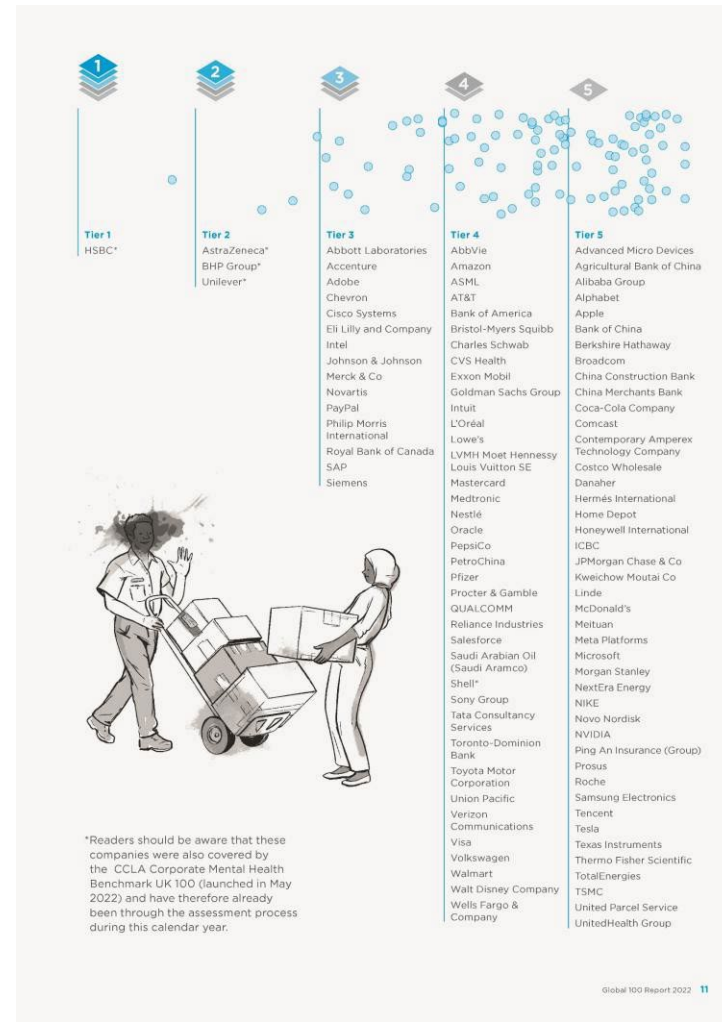 1
2
3
4
5
Tier 1
HSBC*
Tier 2
AstraZeneca*
BHP Group*
Unilever*
Tier 3
Abbott Laboratories
Accenture
Adobe
Chevron
Cisco Systems
Eli Lilly and Company
Intel
Johnson & Johnson
Merck & Co
Novartis
PayPal
Philip Morris
International
Royal Bank of Canada
SAP
Siemens
Tier 4
AbbVie
Amazon
ASML
AT&T
Bank of America
Bristol-Myers Squibb
Charles Schwab
CVS Health
Exxon Mobil
Goldman Sachs Group
Intuit
L'Oréal
Lowe's
LVMH Moet Hennessy
Louis Vuitton SE
Mastercard
Medtronic
Nestlé
Oracle
PepsiCo
PetroChina
Pfizer
Procter & Gamble
QUALCOMM
Reliance Industries
Salesforce
Saudi Arabian Oil
(Saudi Aramco)
Shell*
Sony Group
Tata Consultancy
Services
Toronto-Dominion
Bank
Toyota Motor
Corporation
Union Pacific
Verizon
Communications
Visa
Volkswagen
Walmart
Walt Disney Company
Wells Fargo &
Company
Tier 5
Advanced Micro Devices
Agricultural Bank of China
Alibaba Group
Alphabet
Apple
Bank of China
Berkshire Hathaway
Broadcom
China Construction Bank
China Merchants Bank
Coca-Cola Company
Comcast
Contemporary Amperex
Technology Company
Costco Wholesale
Danaher
Hermés International
Home Depot
Honeywell International
ICBC
JPMorgan Chase & Co
Kweichow Moutai Co
Linde
McDonald's
Meituan
Meta Platforms
Microsoft
Morgan Stanley
NextEra Energy
NIKE
Novo Nordisk
NVIDIA
Ping An Insurance (Group)
Prosus
Roche
Samsung Electronics
Tencent
Tesla
Texas Instruments
Thermo Fisher Scientific
TotalEnergies
TSMC
United Parcel Service
UnitedHealth Group
*Readers should be aware that these
companies were also covered by
the CCLA Corporate Mental Health
Benchmark UK 100 (launched in May
2022) and have therefore already
been through the assessment process
during this calendar year.
Global 100 Report 2022 11